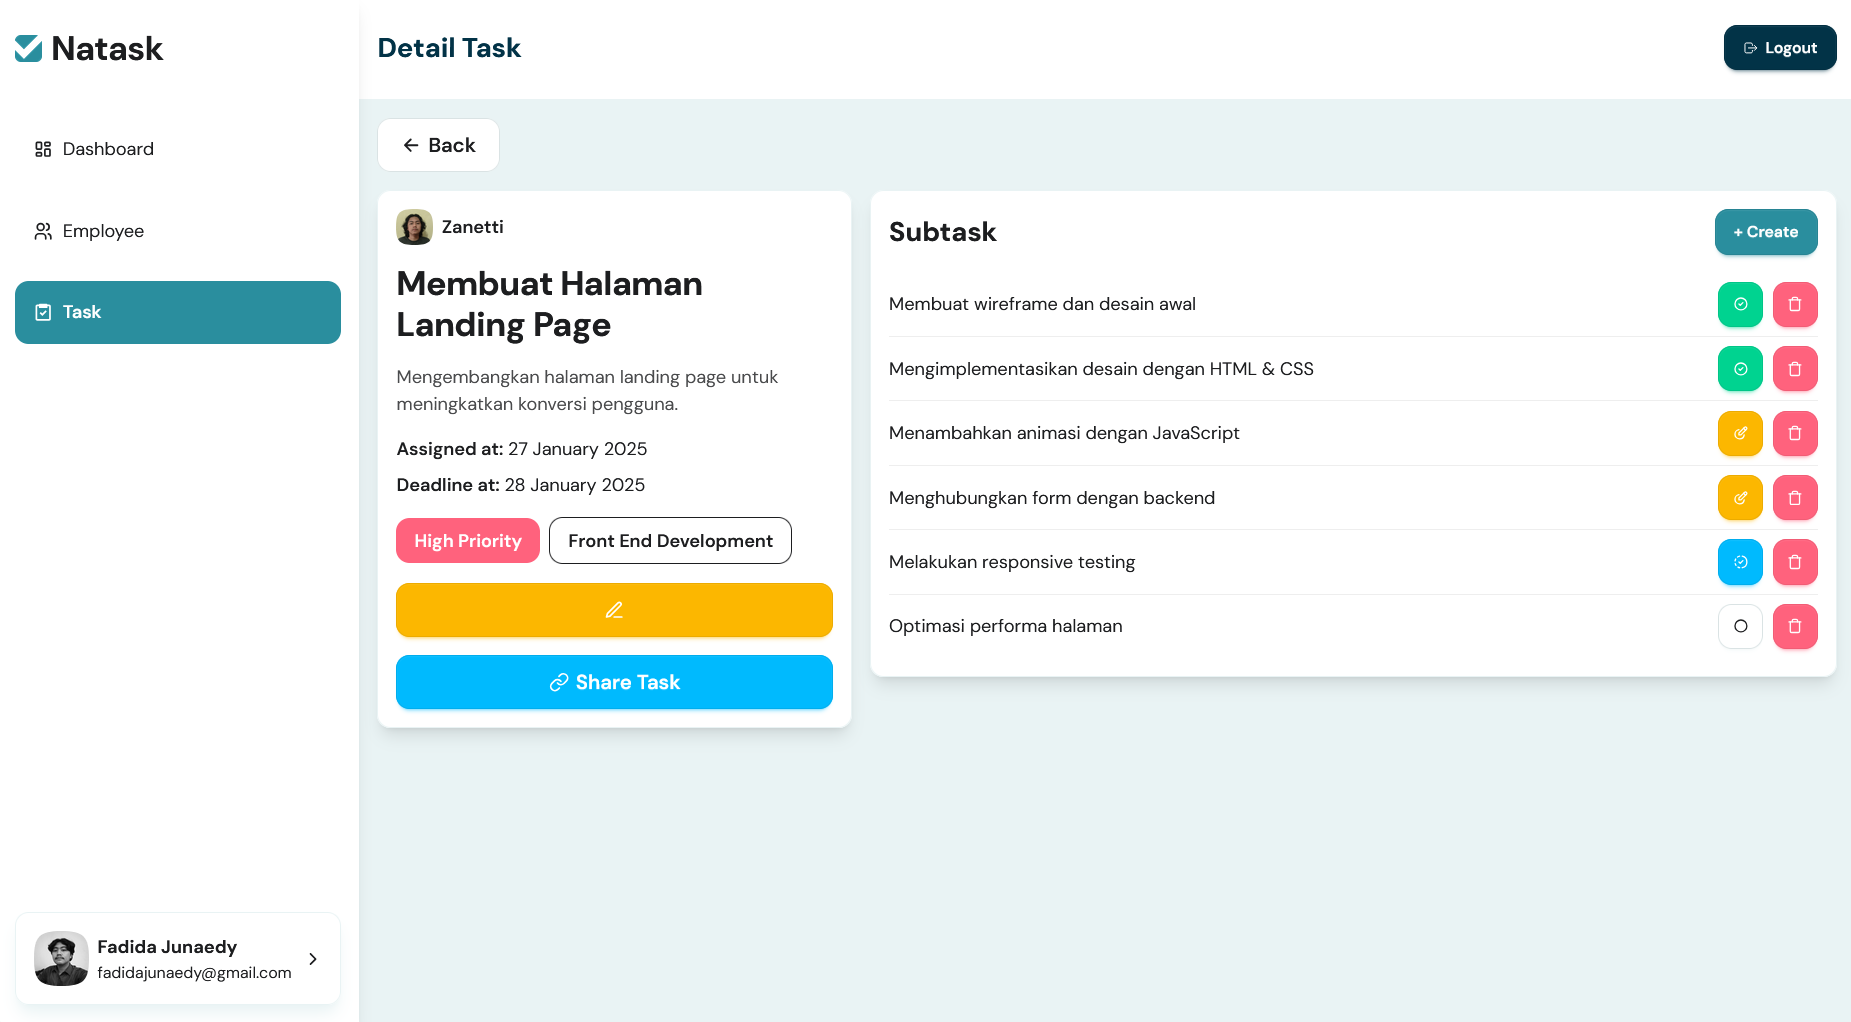 Natask
Dashboard
Employee
Task
Fadida Junaedy
fadidajunaedy@gmail.com
Detail Task
Logout
Back
Zanetti
Membuat Halaman
Landing Page
Mengembangkan halaman landing page untuk
meningkatkan konversi pengguna.
Assigned at: 27 January 2025
Deadline at: 28 January 2025
High Priority
Front End Development
Share Task
Subtask
+ Create
Membuat wireframe dan desain awal
Mengimplementasikan desain dengan HTML & CSS
Menambahkan animasi dengan JavaScript
Menghubungkan form dengan backend
Melakukan responsive testing
Optimasi performa halaman